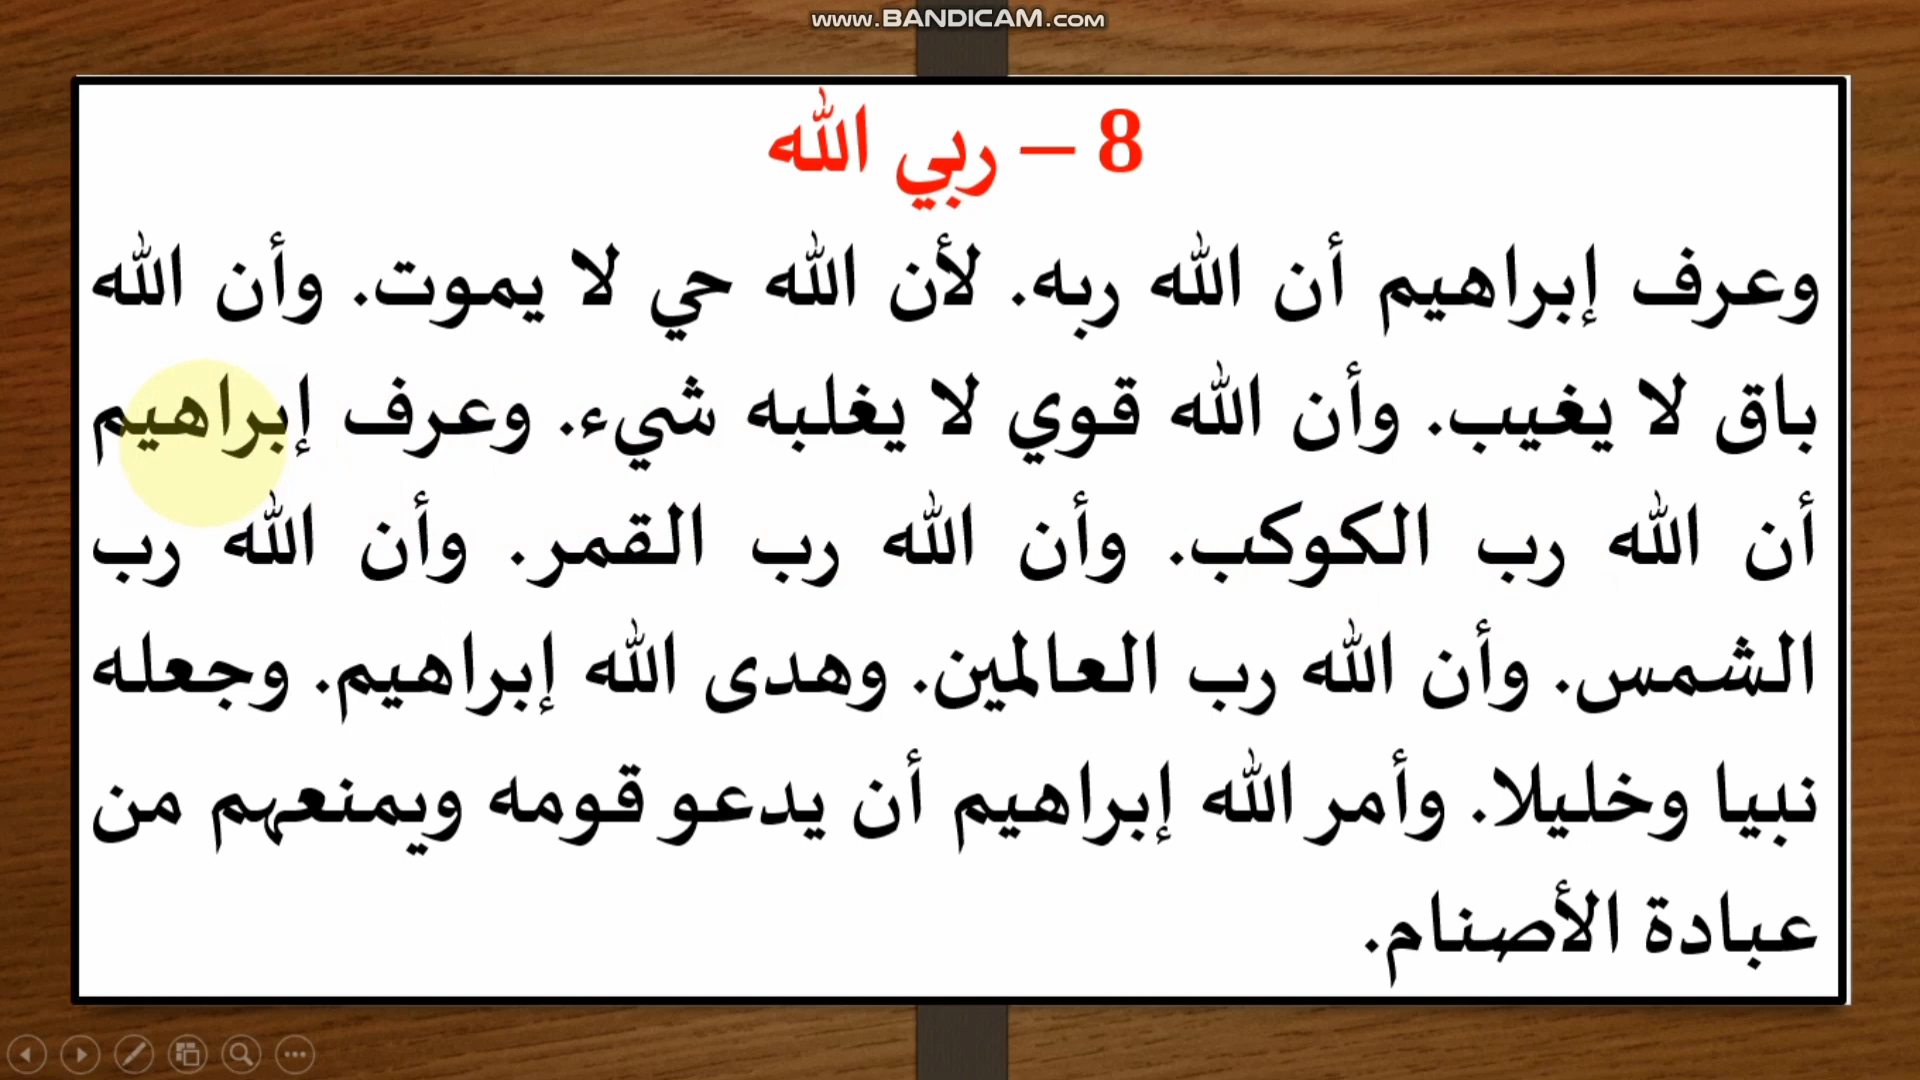 www.BANDICAM.com
8 – ربي الله
وعرف إبراهيم أن الله ربه. لأن الله حي لا يموت. وأن الله
باق لا يغيب. وأن الله قوي لا يغلبه شيء. وعرف إبراهيم
أن الله رب الكوكب. وأن الله رب القمر. وأن الله رب
الشمس. وأن الله رب العالمين. وهدى الله إبراهيم. وجعله
نبيا وخليلا. وأمر الله إبراهيم أن يدعو قومه ويمنعهم من
عبادة الأصنام.